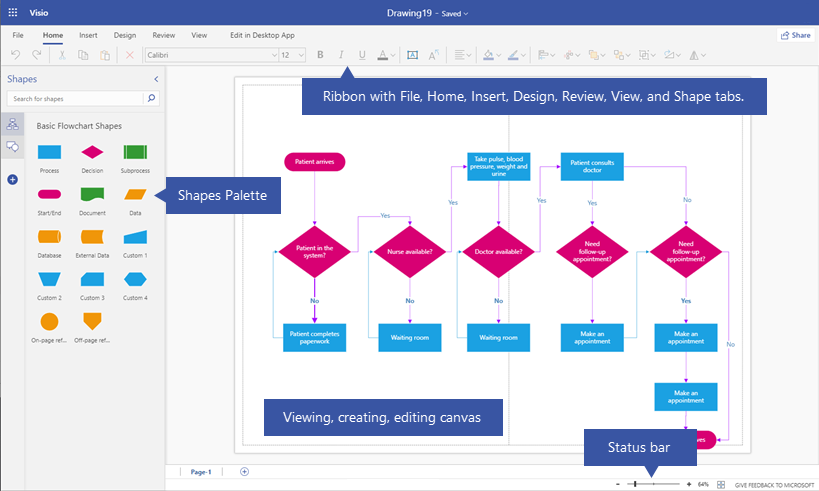 Visio
Drawing19 - Saved
File Home Insert Design Review View Edit in Desktop App
Share
Calibri 12 B I U A A A
Shapes
Search for shapes
Ribbon with File, Home, Insert, Design, Review, View, and Shape tabs.
Basic Flowchart Shapes
Process Decision Subprocess
Start/End Document Data
Database External Data Custom 1
Custom 2 Custom 3 Custom 4
On-page ref... Off-page ref...
Shapes Palette
Patient arrives
Take pulse, blood
pressure, weight and
urine
Patient consults
doctor
Yes
Yes
Yes
Yes
No
Patient in the
system?
Nurse available?
Doctor available?
Need
follow-up
appointment?
Need
follow-up
appointment?
No
No
No
Yes
Patient completes
paperwork
Waiting room
Waiting room
Make an
appointment
Make an
appointment
No
Make an
appointment
Viewing, creating, editing canvas
Status bar
Page-1
64%
GIVE FEEDBACK TO MICROSOFT